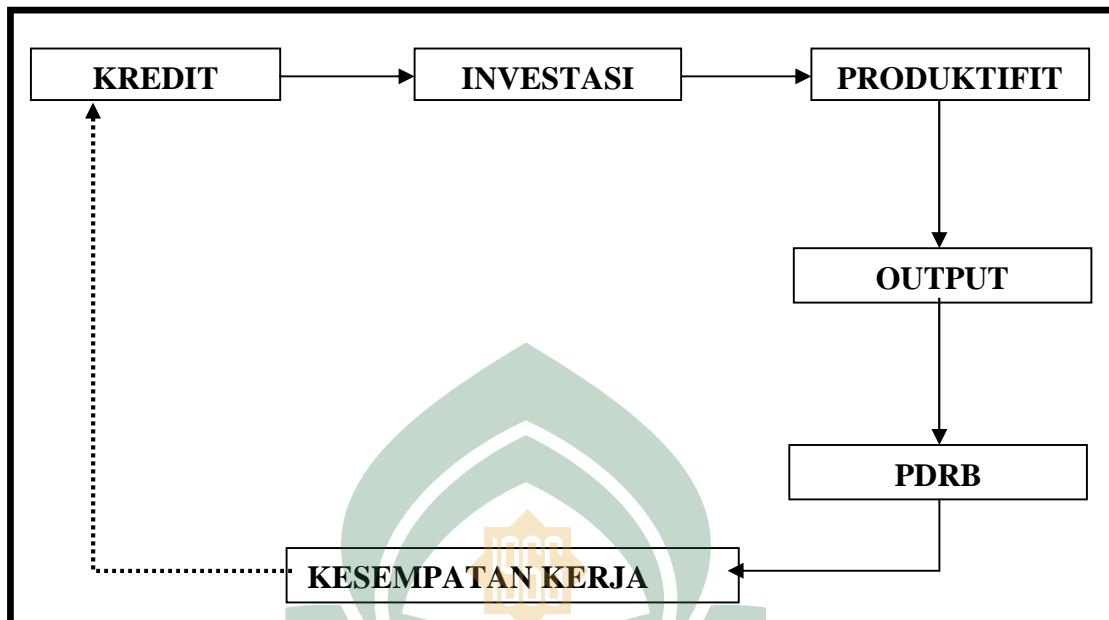 KREDIT
INVESTASI
PRODUKTIFIT
OUTPUT
PDRB
KESEMPATAN KERJA